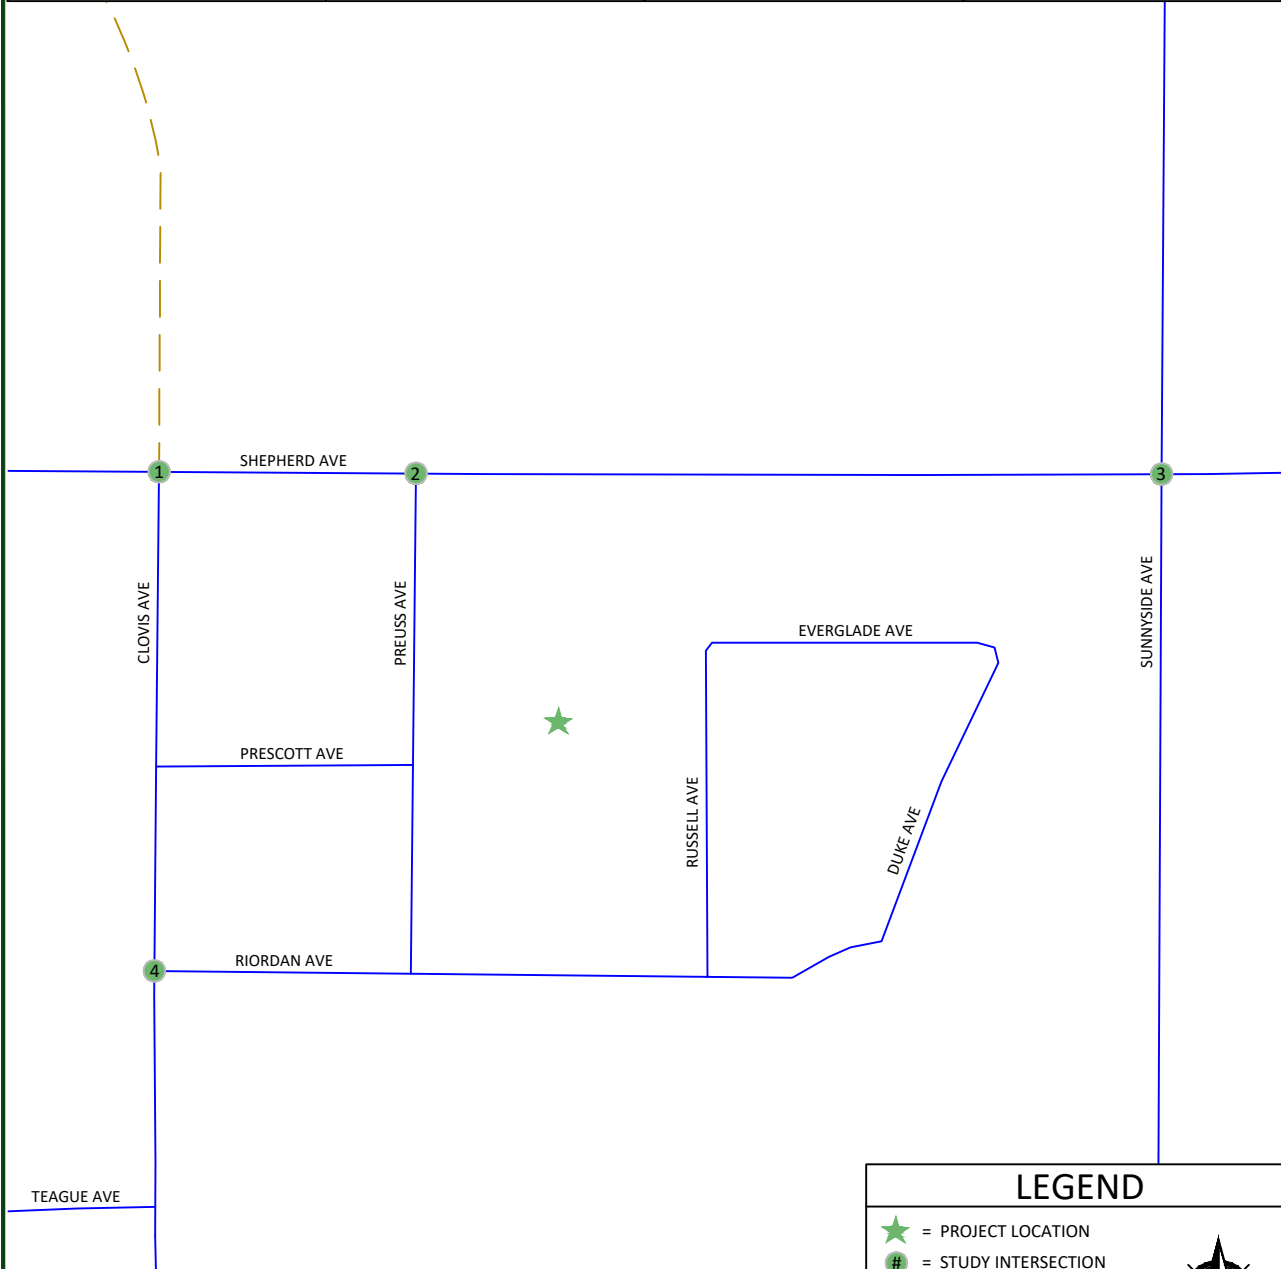 SHEPHERD AVE
1
2
3
CLOVIS AVE
PREUSS AVE
SUNNYSIDE AVE
EVERGLADE AVE
PRESCOTT AVE
RUSSELL AVE
DUKE AVE
RIORDAN AVE
4
TEAGUE AVE
LEGEND
= PROJECT LOCATION
# = STUDY INTERSECTION